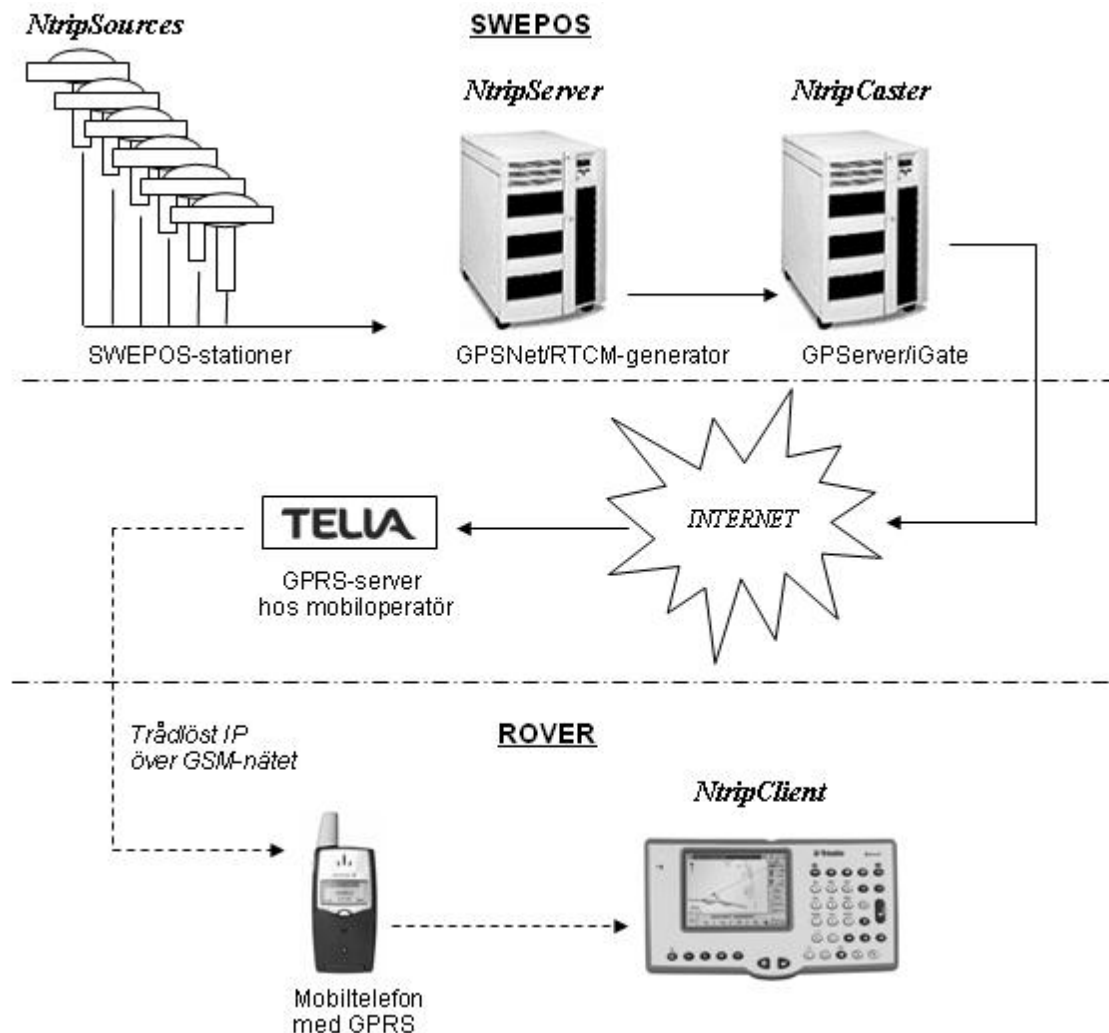 NtripSources
SWEPOS
NtripServer
NtripCaster
SWEPOS-stationer
GPSNet/RTCM-generator
GPServer/iGate
INTERNET
TELIA
GPRS-server
hos mobiloperatör
Trådlöst IP
över GSM-nätet
ROVER
NtripClient
Trimble
Mobiltelefon
med GPRS